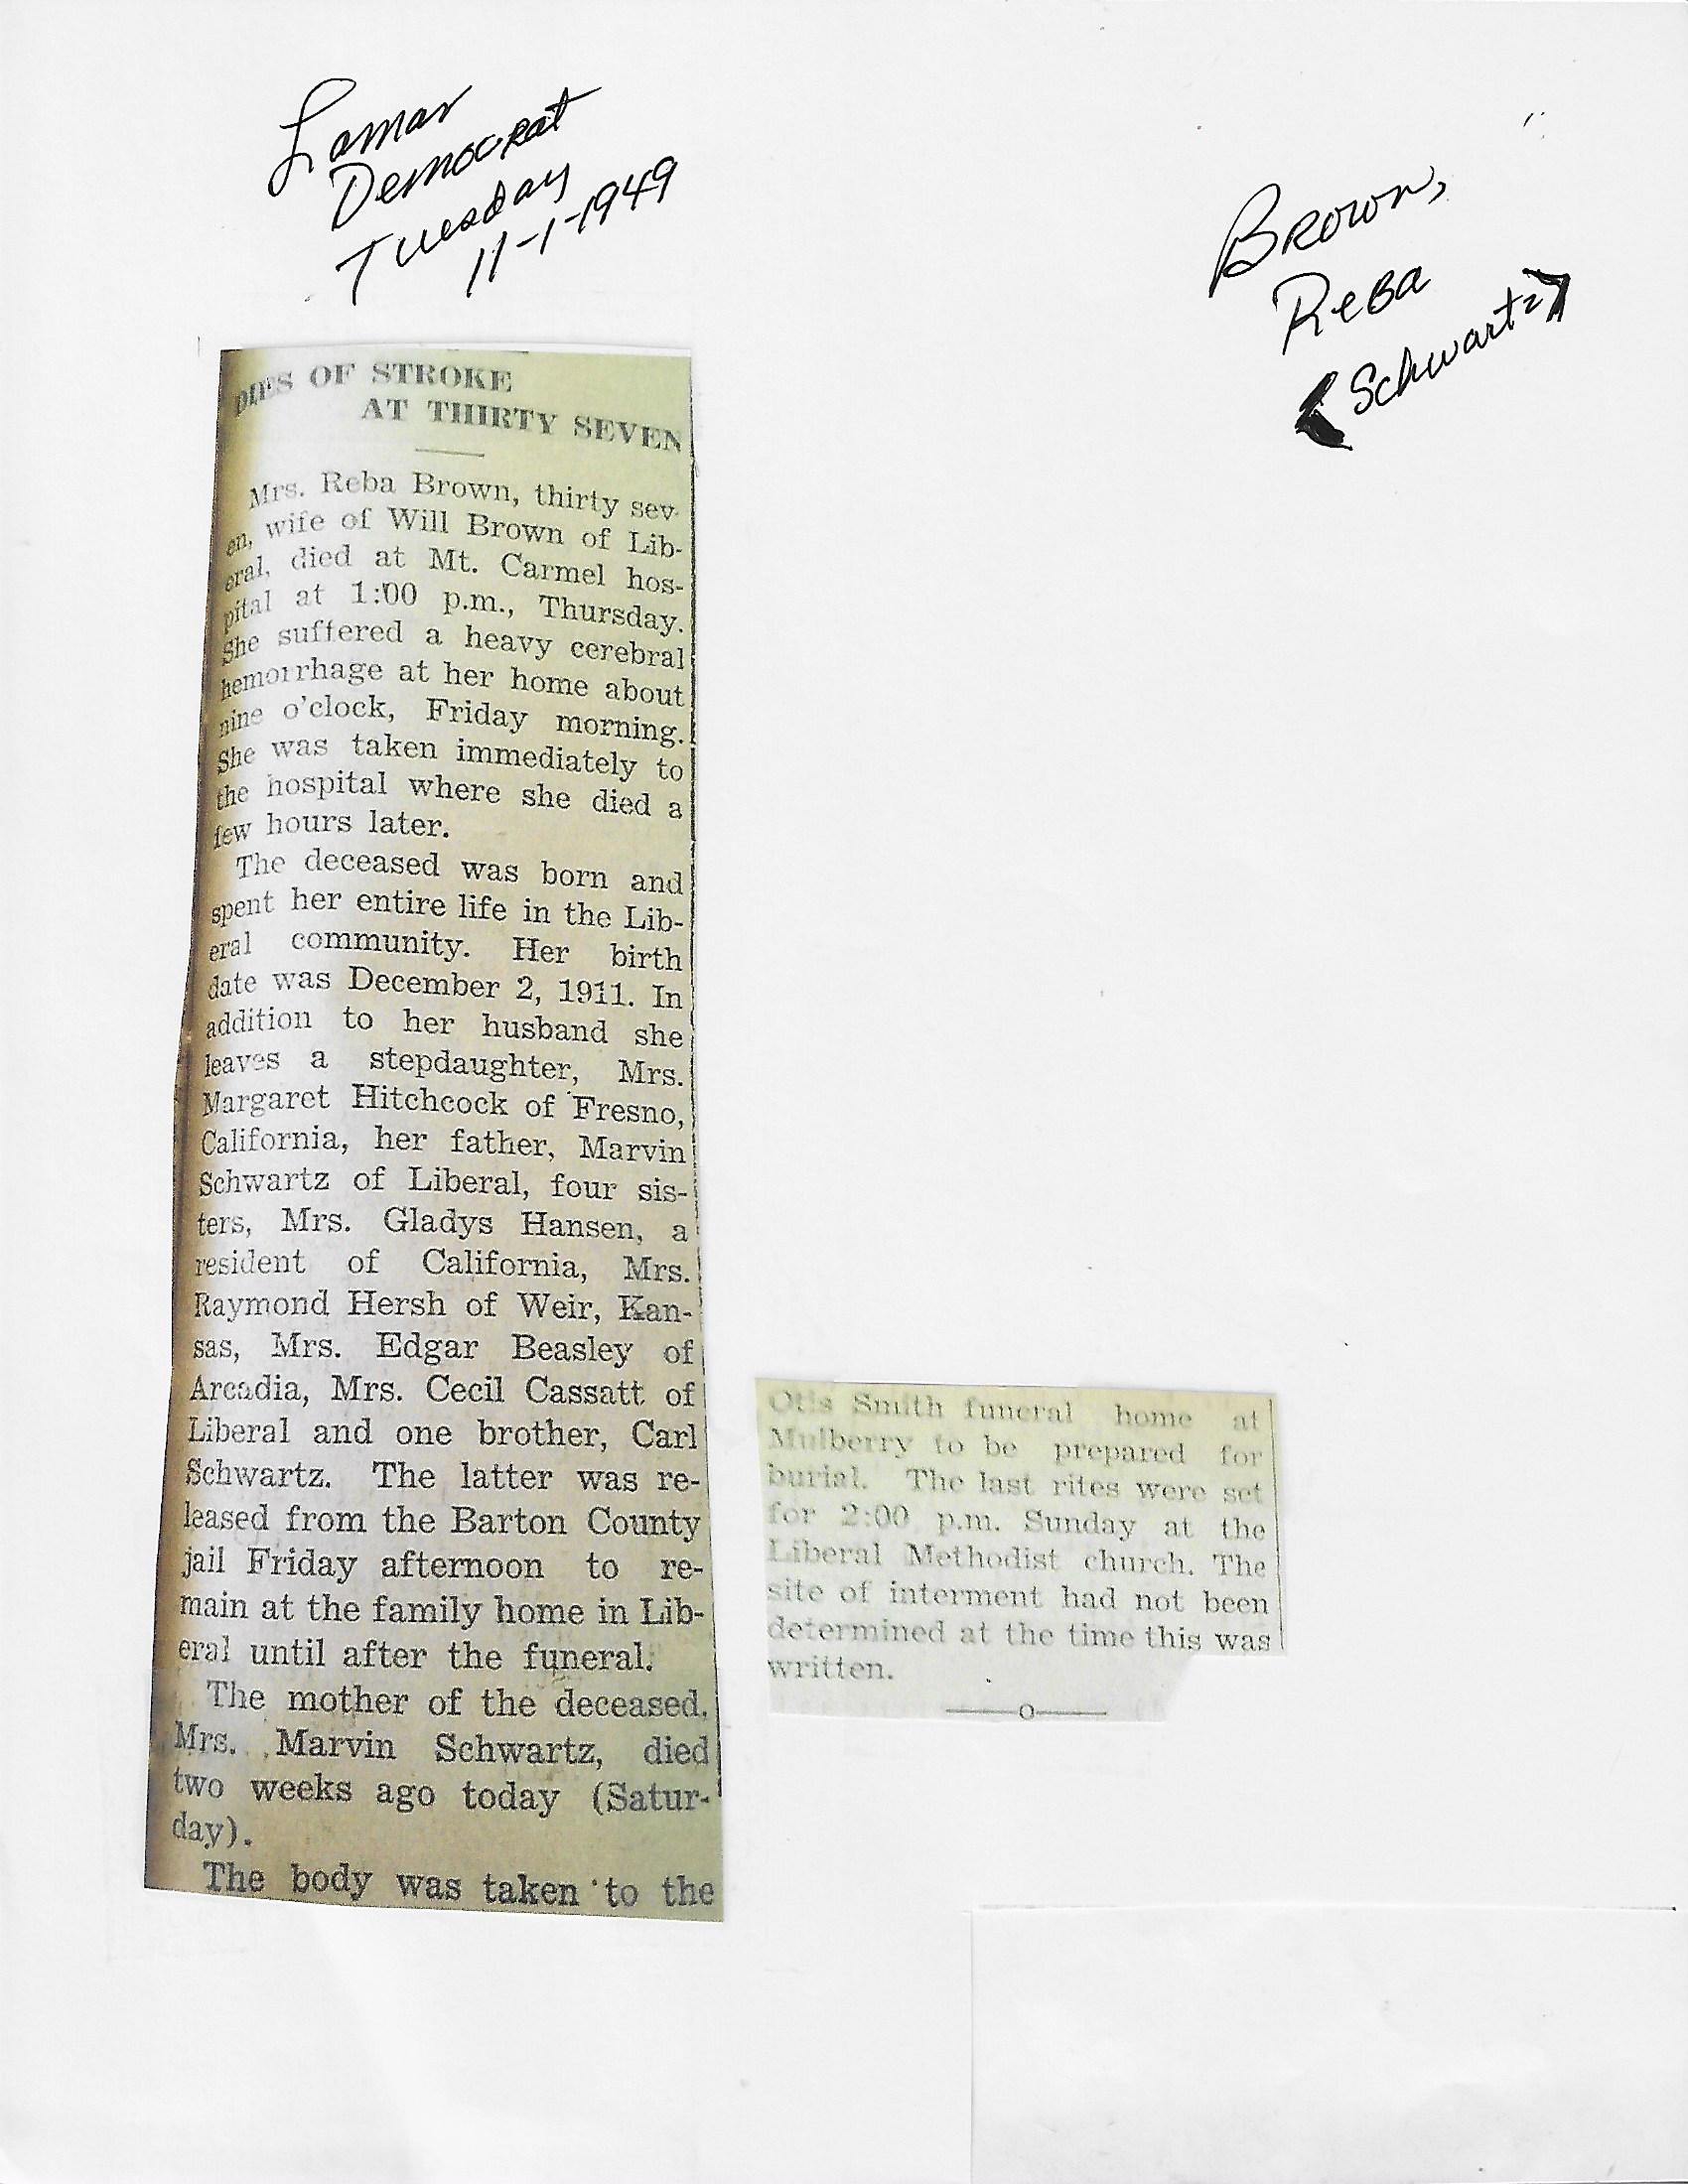 Lamar
Democrat
Tuesday
11-1-1949
Brown,
Reba
(Schwartz)
DIES OF STROKE
AT THIRTY SEVEN
Mrs. Reba Brown, thirty sev-
en, wife of Will Brown of Lib-
eral, died at Mt. Carmel hos-
pital at 1:00 p.m., Thursday.
She suffered a heavy cerebral
hemorrhage at her home about
nine o'clock, Friday morning.
She was taken immediately to
the hospital where she died a
few hours later.
The deceased was born and
spent her entire life in the Lib-
eral community. Her birth
date was December 2, 1911. In
addition to her husband she
leaves a stepdaughter, Mrs.
Margaret Hitchcock of Fresno,
California, her father, Marvin
Schwartz of Liberal, four sis-
ters, Mrs. Gladys Hansen, a
resident of California, Mrs.
Raymond Hersh of Weir, Kan-
sas, Mrs. Edgar Beasley of
Arcadia, Mrs. Cecil Cassatt of
Liberal and one brother, Carl
Schwartz. The latter was re-
leased from the Barton County
jail Friday afternoon to re-
main at the family home in Lib-
eral until after the funeral.
The mother of the deceased,
Mrs. Marvin Schwartz, died
two weeks ago today (Satur-
day).
The body was taken to the
Otis Smith funeral home at
Mulberry to be prepared for
burial. The last rites were set
for 2:00 p.m. Sunday at the
Liberal Methodist church. The
site of interment had not been
determined at the time this was
written.
——o——